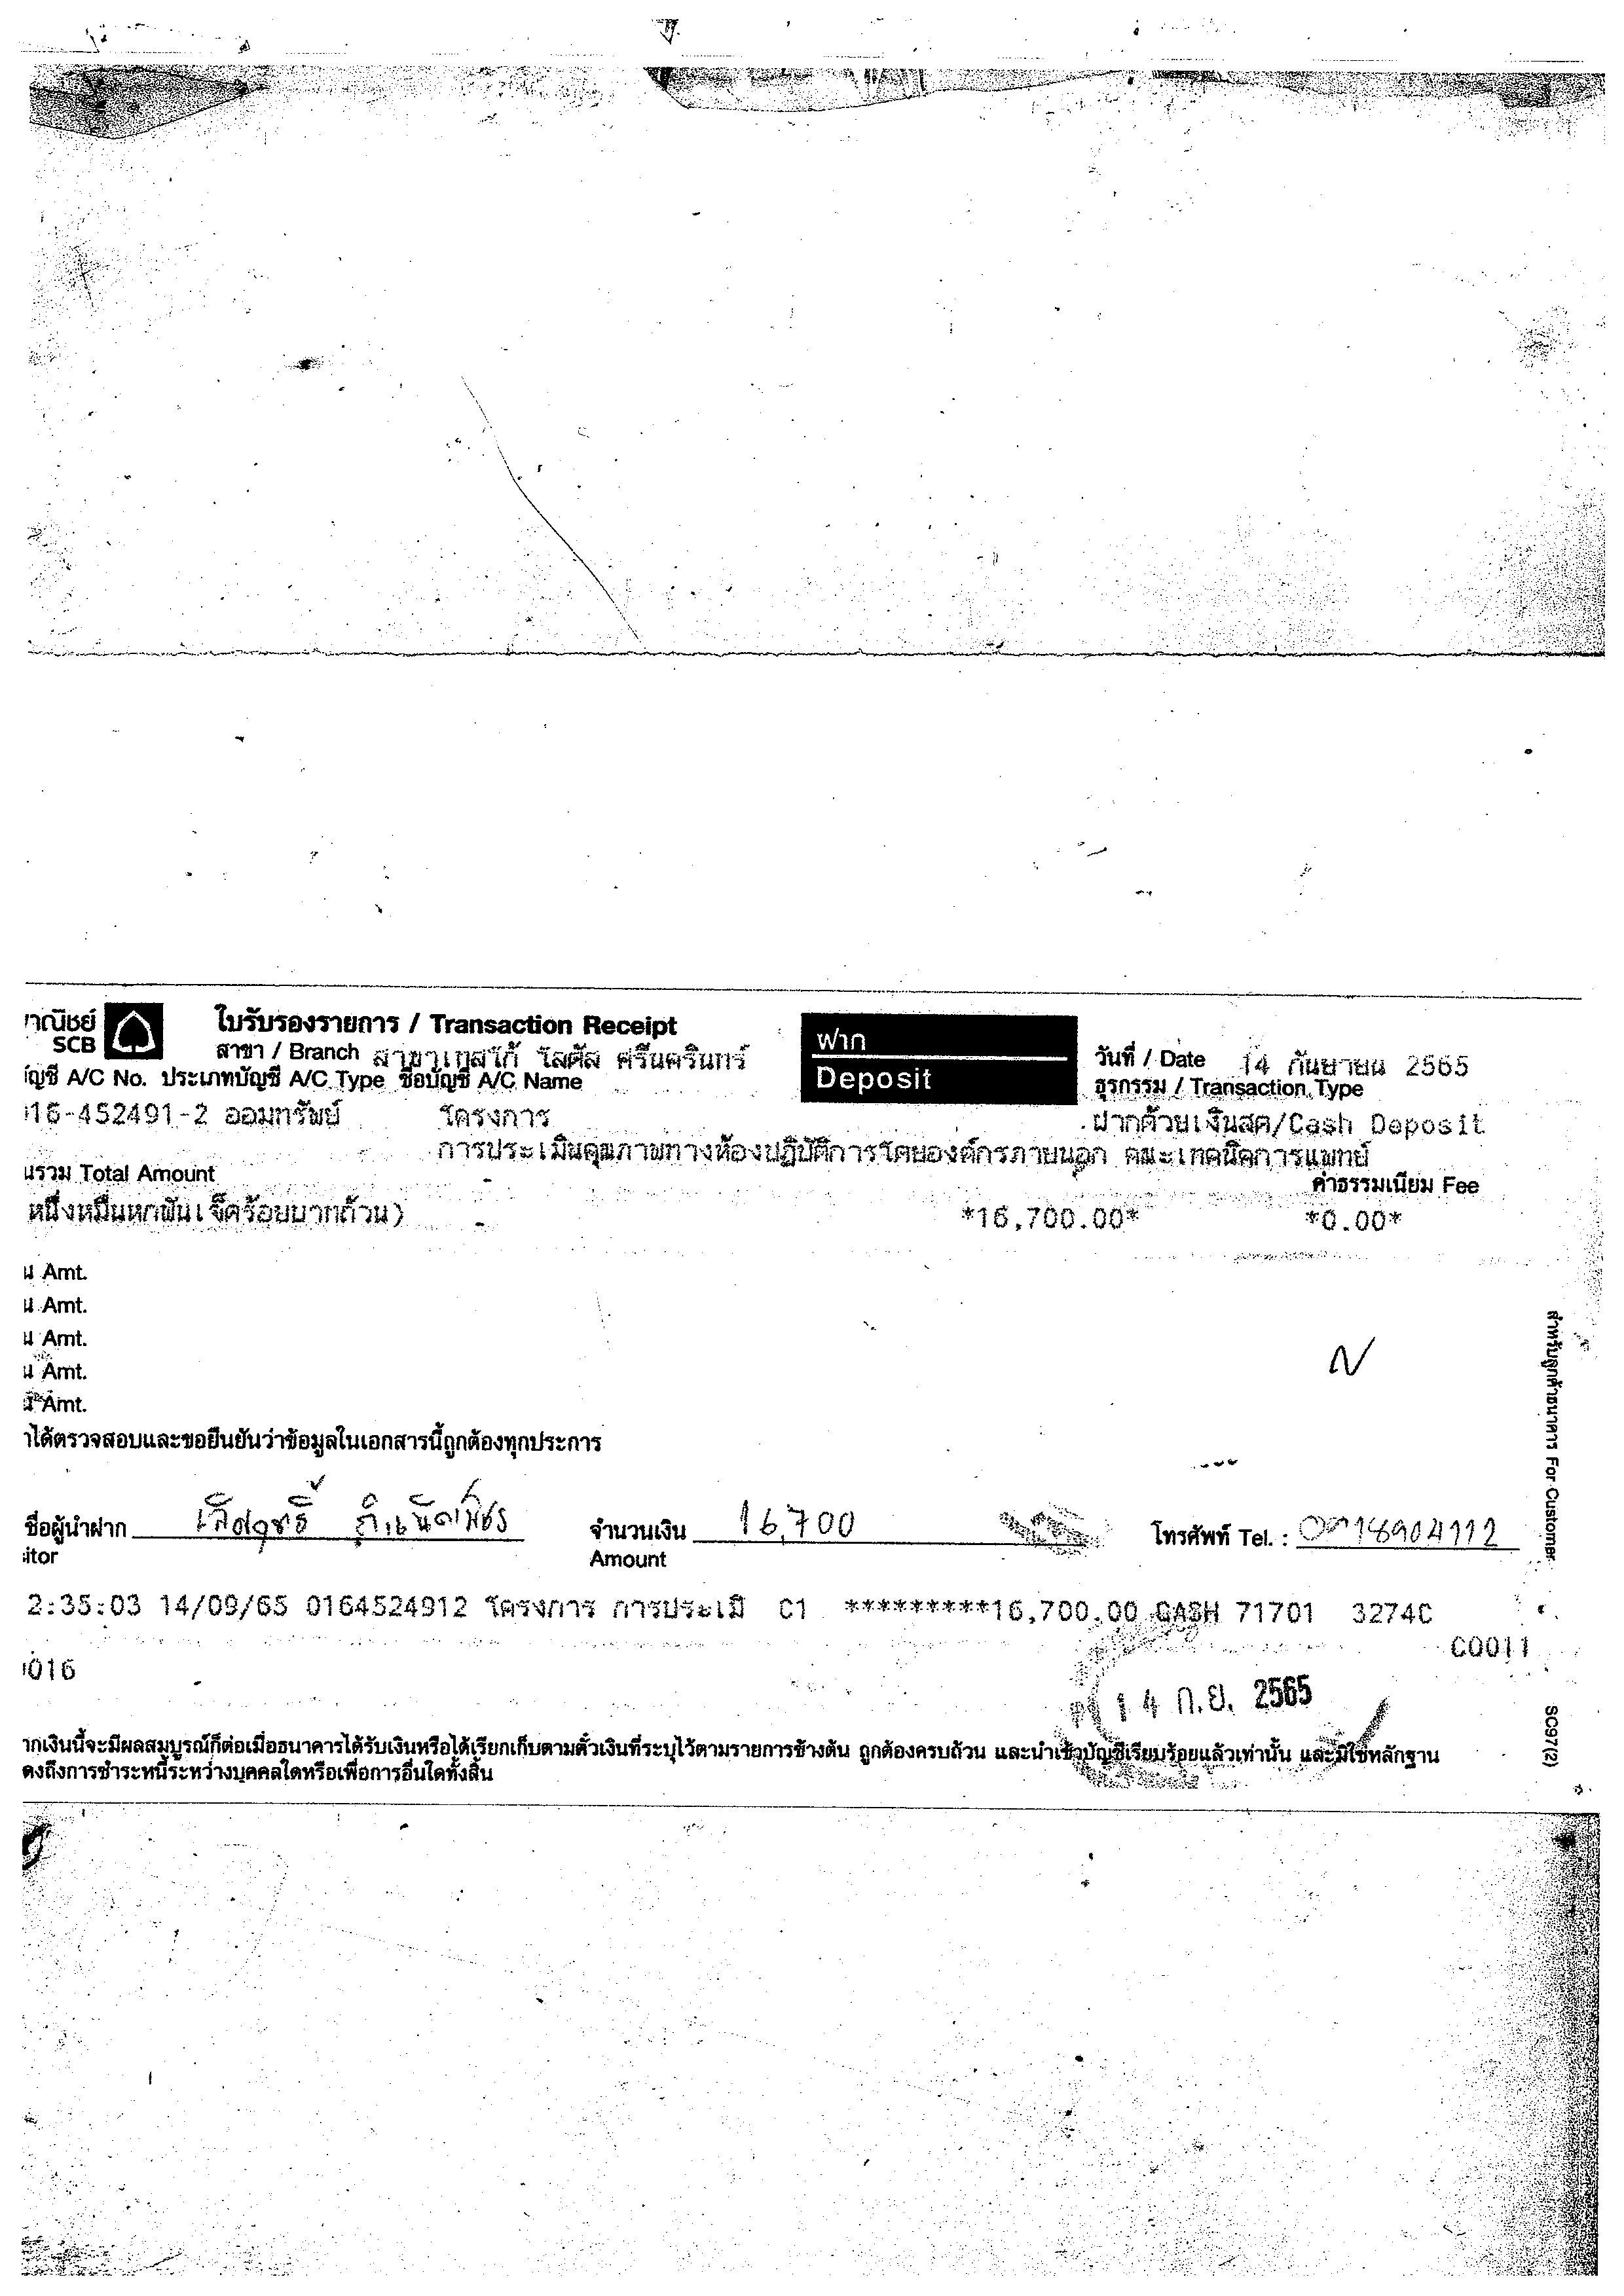 าณิชย์
SCB
ใบรับรองรายการ / Transaction Receipt
สาขา / Branch สาขาเทสโก้ โลตัส ศรีนครินทร์
ฝาก
Deposit
วันที่ / Date 14 กันยายน 2565
ัญชี A/C No. ประเภทบัญชี A/C Type ชื่อบัญชี A/C Name
ธุรกรรม / Transaction Type
016-452491-2 ออมทรัพย์ โครงการ
ฝากด้วยเงินสด/Cash Deposit
การประเมินคุณภาพทางห้องปฏิบัติการโดยองค์กรภายนอก คณะเทคนิคการแพทย์
นรวม Total Amount
ค่าธรรมเนียม Fee
หนึ่งหมื่นหกพันเจ็ดร้อยบาทถ้วน) *16,700.00* *0.00*
น Amt.
น Amt.
น Amt.
น Amt.
น Amt.
าได้ตรวจสอบและขอยืนยันว่าข้อมูลในเอกสารนี้ถูกต้องทุกประการ
ชื่อผู้นำฝาก
itor
จำนวนเงิน 16,700
Amount
โทรศัพท์ Tel. :
2:35:03 14/09/65 0164524912 โครงการ การประเมิ C1 *********16,700.00 CASH 71701 3274C
C0011
016
14 ก.ย. 2565
ากเงินนี้จะมีผลสมบูรณ์ก็ต่อเมื่อธนาคารได้รับเงินหรือได้เรียกเก็บตามตั๋วเงินที่ระบุไว้ตามรายการข้างต้น ถูกต้องครบถ้วน และนำเข้าบัญชีเรียบร้อยแล้วเท่านั้น และมิใช่หลักฐาน
ดงถึงการชำระหนี้ระหว่างบุคคลใดหรือเพื่อการอื่นใดทั้งสิ้น
สำหรับลูกค้าธนาคาร For Customer
SC97(2)